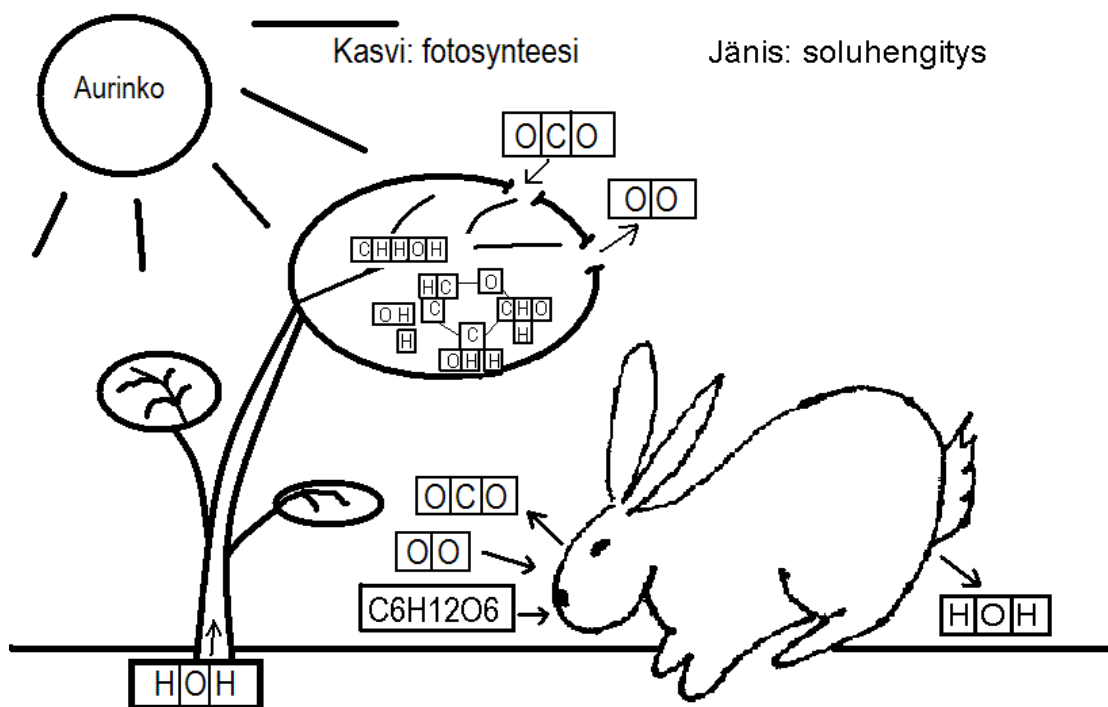 Kasvi: fotosynteesi
Jänis: soluhengitys
Aurinko
OCO
OO
CHHOH
HC
O
C
CHO
H
OH
H
C
OHH
OCO
OO
C6H12O6
HOH
HOH